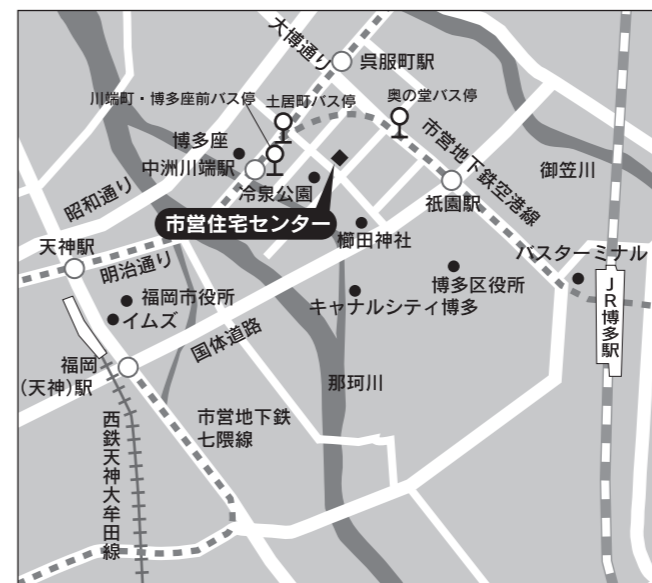 大博通り
呉服町駅
川端町・博多座前バス停
土居町バス停
奥の堂バス停
博多座
中洲川端駅
冷泉公園
市営地下鉄空港線
御笠川
昭和通り
市営住宅センター
祇園駅
櫛田神社
天神駅
明治通り
バスターミナル
博多区役所
福岡市役所
イムズ
キャナルシティ博多
JR博多駅
国体道路
福岡
(天神)駅
那珂川
市営地下鉄
七隈線
西鉄天神大牟田線